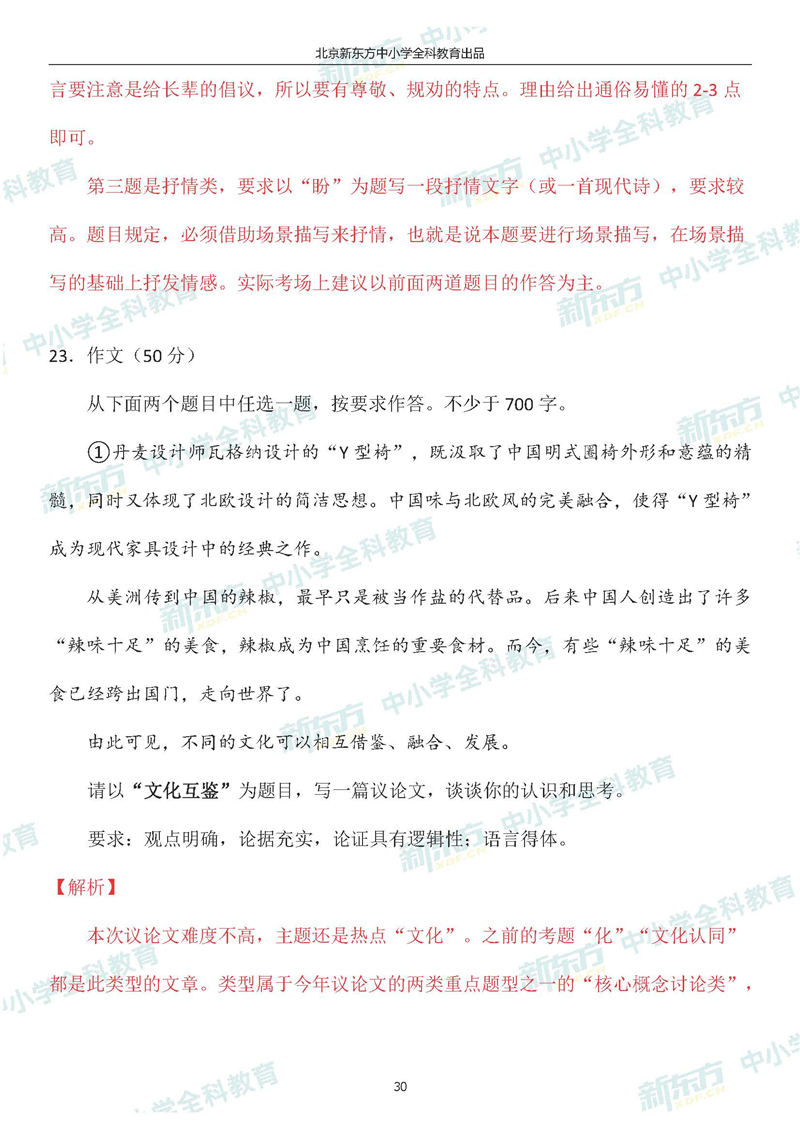 北京新东方中小学全科教育出品
言要注意是给长辈的倡议，所以要有尊敬、规劝的特点。理由给出通俗易懂的 2-3 点
即可。
第三题是抒情类，要求以“盼”为题写一段抒情文字（或一首现代诗），要求较
高。题目规定，必须借助场景描写来抒情，也就是说本题要进行场景描写，在场景描
写的基础上抒发情感。实际考场上建议以前面两道题目的作答为主。
23．作文（50 分）
从下面两个题目中任选一题，按要求作答。不少于 700 字。
①丹麦设计师瓦格纳设计的“Y 型椅”，既汲取了中国明式圈椅外形和意蕴的精
髓，同时又体现了北欧设计的简洁思想。中国味与北欧风的完美融合，使得“Y 型椅”
成为现代家具设计中的经典之作。
从美洲传到中国的辣椒，最早只是被当作盐的代替品。后来中国人创造出了许多
“辣味十足”的美食，辣椒成为中国烹饪的重要食材。而今，有些“辣味十足”的美
食已经跨出国门，走向世界了。
由此可见，不同的文化可以相互借鉴、融合、发展。
请以“文化互鉴”为题目，写一篇议论文，谈谈你的认识和思考。
要求：观点明确，论据充实，论证具有逻辑性；语言得体。
【解析】
本次议论文难度不高，主题还是热点“文化”。之前的考题“化”“文化认同”
都是此类型的文章。类型属于今年议论文的两类重点题型之一的“核心概念讨论类”，
30
新东方 XDF.CN 中小学全科教育